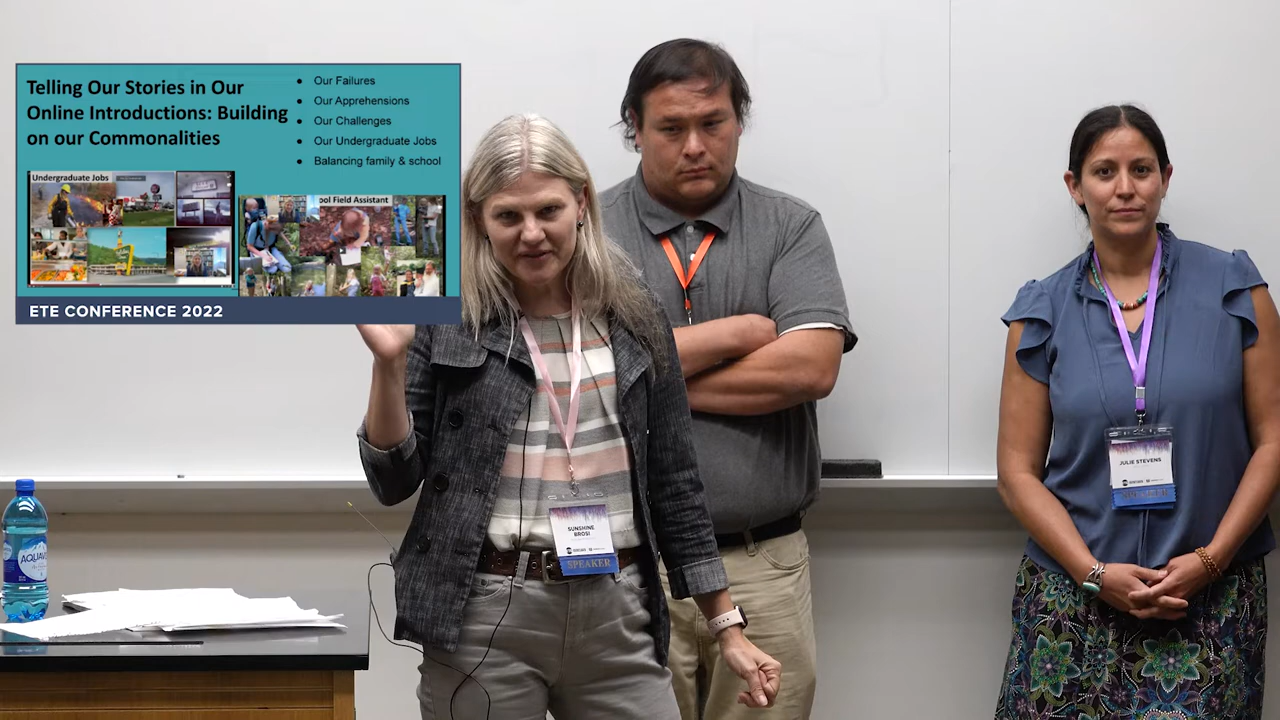 Telling Our Stories in Our
Online Introductions: Building
on our Commonalities
• Our Failures
• Our Apprehensions
• Our Challenges
• Our Undergraduate Jobs
• Balancing family & school
Undergraduate Jobs
ool Field Assistant
ETE CONFERENCE 2022
SUNSHINE
BROSI
SPEAKER
JULIE STEVENS
SPEAKER